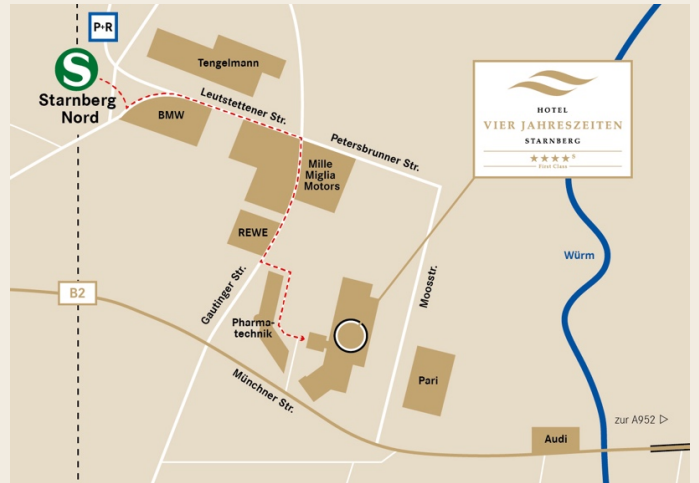 P+R
S
Starnberg
Nord
Tengelmann
Leutstettener Str.
BMW
Petersbrunner Str.
Mille
Miglia
Motors
HOTEL
VIER JAHRESZEITEN
STARNBERG
★★★★S
First Class
REWE
Würm
B2
Gautinger Str.
Moosstr.
Pharma-
technik
Münchner Str.
Pari
zur A952 ▷
Audi